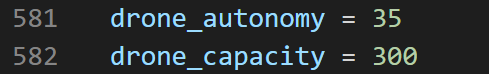 581 drone_autonomy = 35
582 drone_capacity = 300